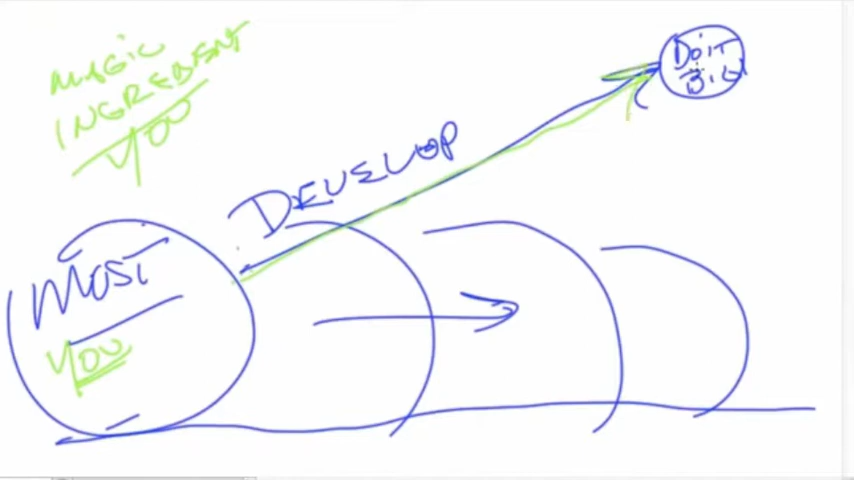 MAGIC
INGREDIENT
YOU
DO IT
BIG
DEVELOP
MOST
YOU